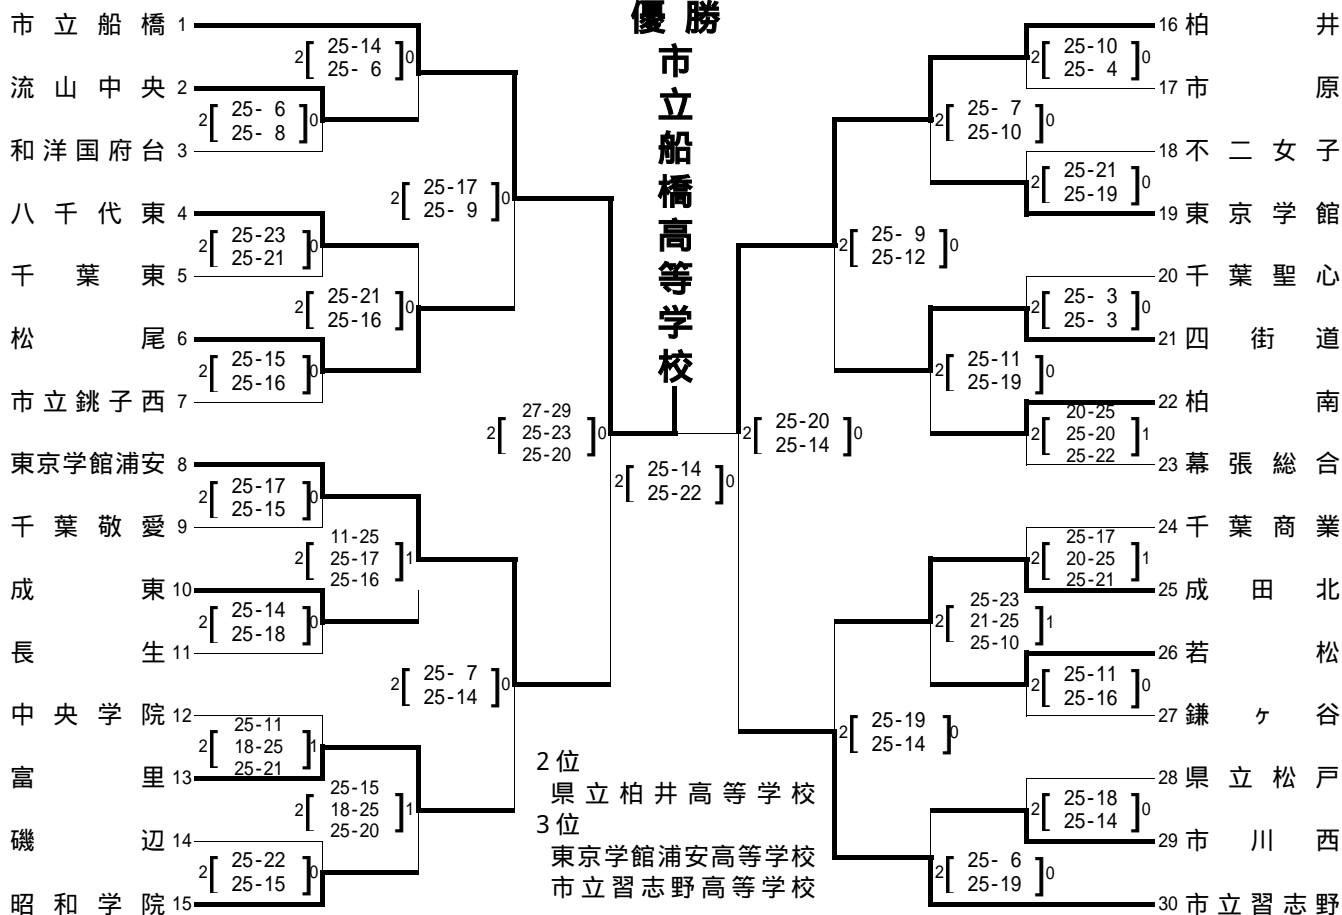 優勝
市立船橋高等学校
市立船橋 1
流山中央 2
和洋国府台 3
八千代東 4
千葉東 5
松尾 6
市立銚子西 7
東京学館浦安 8
千葉敬愛 9
成東 10
長生 11
中央学院 12
富里 13
磯辺 14
昭和学院 15
2[ 25-14 ]0
25- 6
2[ 25- 6 ]0
25- 8
2[ 25-17 ]0
25- 9
2[ 25-23 ]0
25-21
2[ 25-21 ]0
25-16
2[ 25-15 ]0
25-16
2[ 27-29 ]0
25-23
25-20
2[ 25-17 ]0
25-15
2[ 11-25 ]1
25-17
25-16
2[ 25-14 ]0
25-18
2[ 25- 7 ]0
25-14
2[ 25-11 ]1
18-25
25-21
2[ 25-15 ]1
18-25
25-20
2[ 25-22 ]0
25-15
2[ 25-14 ]0
25-22
16 柏井
17 市原
18 不二女子
19 東京学館
20 千葉聖心
21 四街道
22 柏南
23 幕張総合
24 千葉商業
25 成田北
26 若松
27 鎌ヶ谷
28 県立松戸
29 市川西
30 市立習志野
2[ 25-10 ]0
25- 4
2[ 25- 7 ]0
25-10
2[ 25-21 ]0
25-19
2[ 25- 9 ]0
25-12
2[ 25- 3 ]0
25- 3
2[ 25-11 ]0
25-19
2[ 20-25 ]1
25-20
25-22
2[ 25-20 ]0
25-14
2[ 25-17 ]1
20-25
25-21
2[ 25-23 ]1
21-25
25-10
2[ 25-11 ]0
25-16
2[ 25-19 ]0
25-14
2[ 25-18 ]0
25-14
2[ 25- 6 ]0
25-19
2位
県立柏井高等学校
3位
東京学館浦安高等学校
市立習志野高等学校